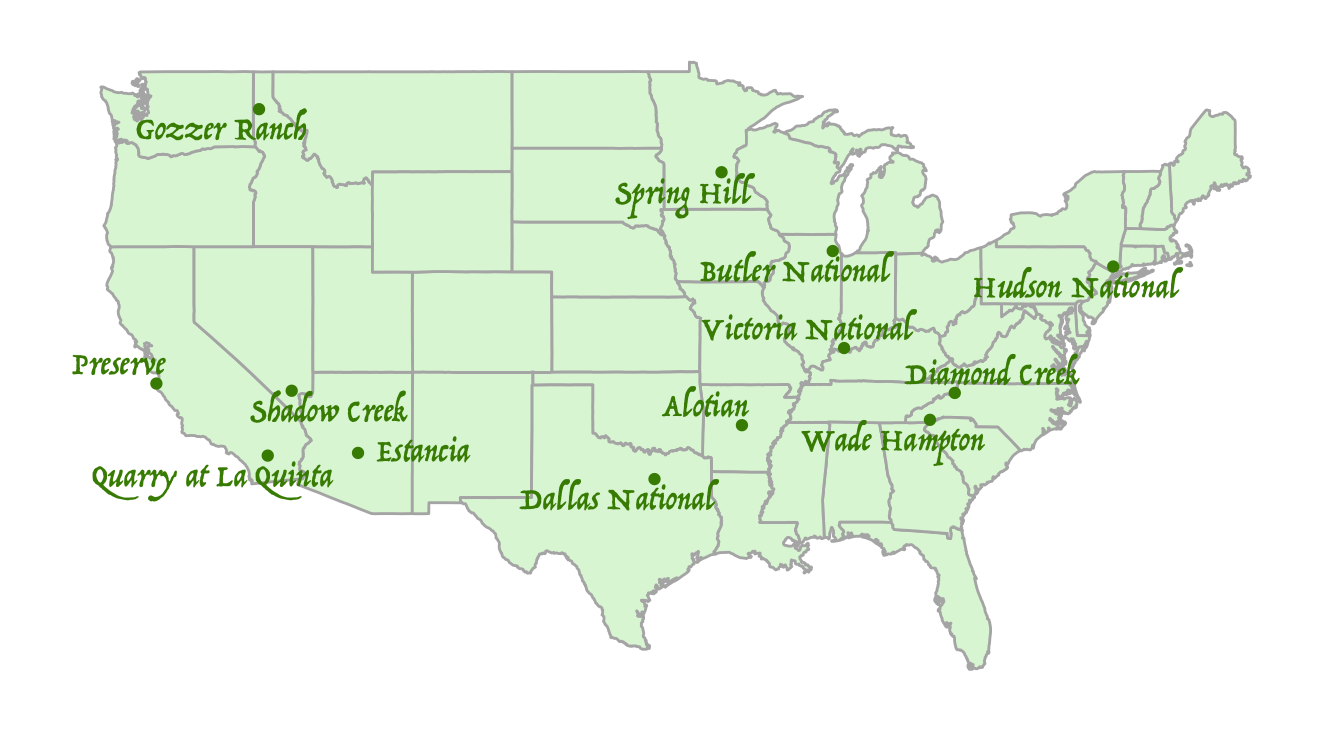 Gozzer Ranch
Spring Hill
Butler National
Hudson National
Victoria National
Preserve
Diamond Creek
Shadow Creek
Alotian
Wade Hampton
Estancia
Quarry at La Quinta
Dallas National